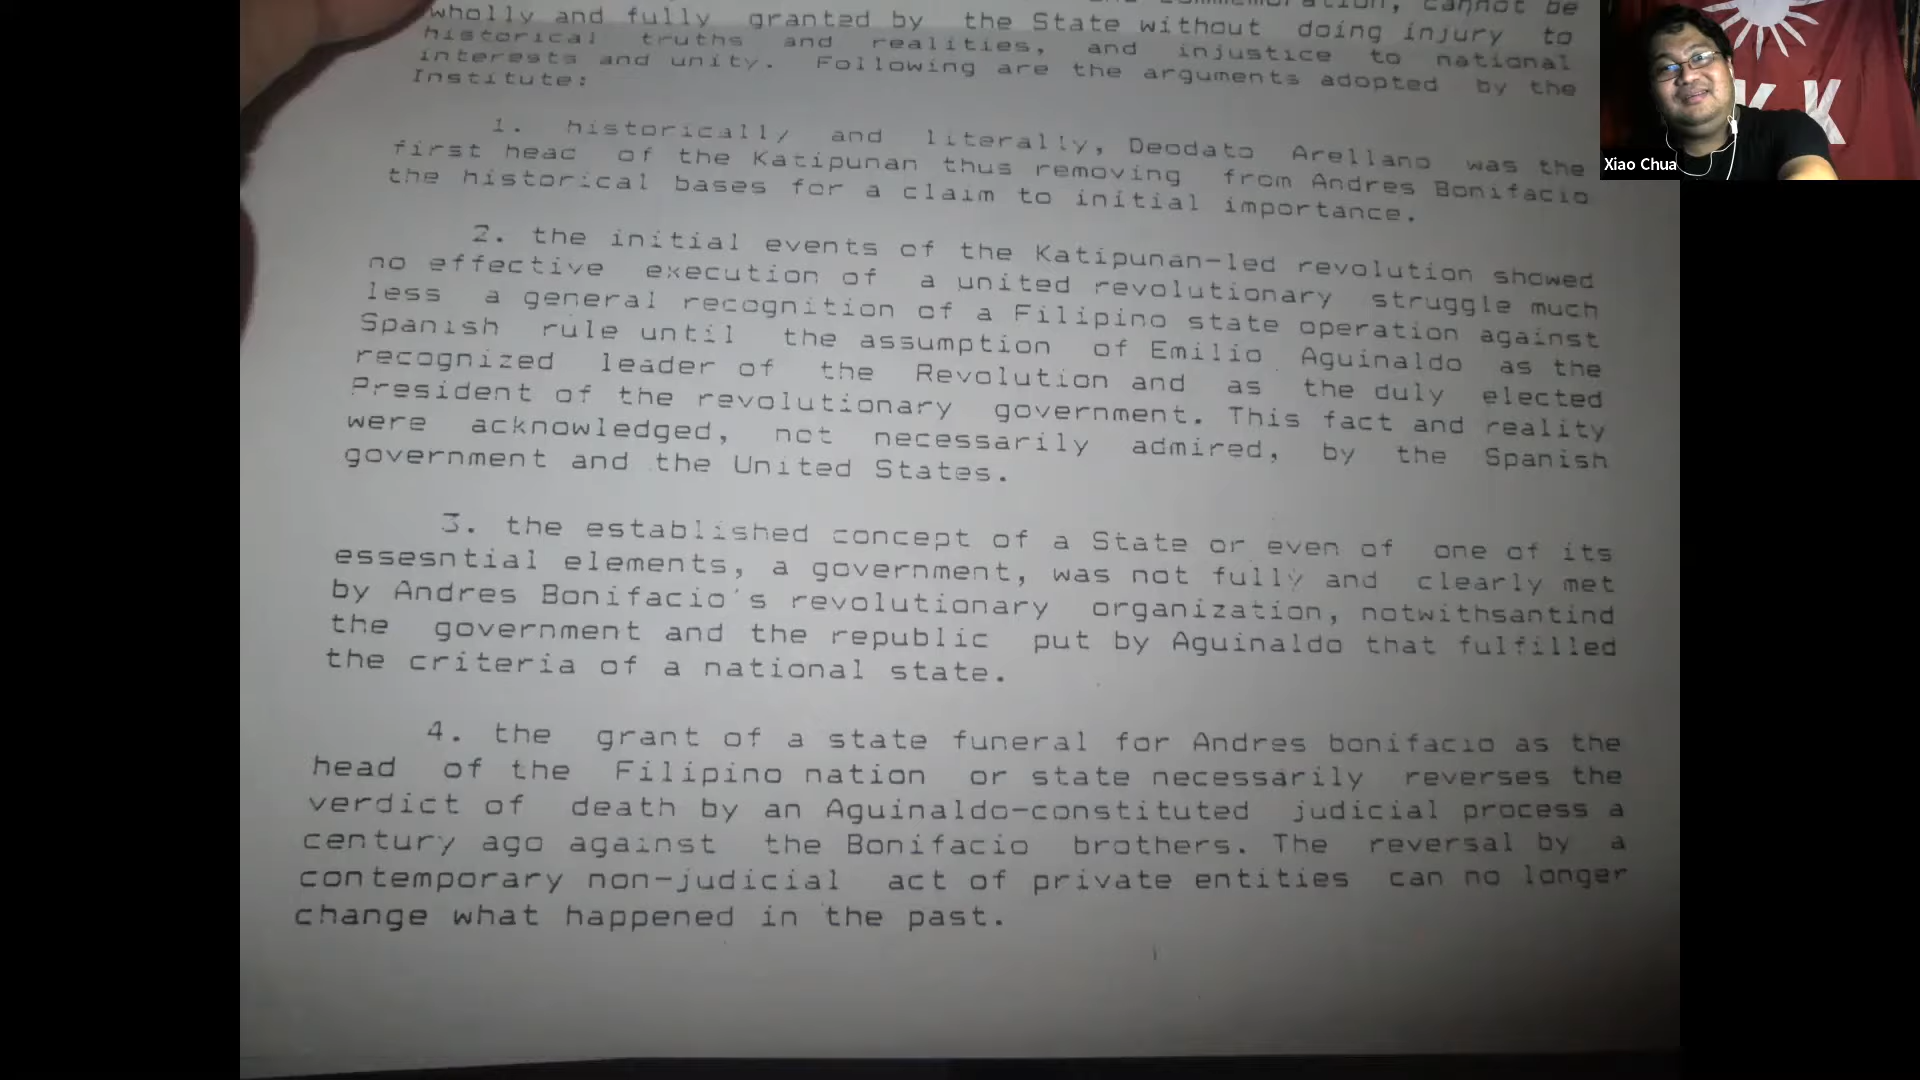 cannot be
wholly and fully granted by the State without doing injury to
historical truths and realities, and injustice to national
interests and unity. Following are the arguments adopted by the
Institute:
1. historically and literally, Deodato Arellano was the
first head of the Katipunan thus removing from Andres Bonifacio
the historical bases for a claim to initial importance.
2. the initial events of the Katipunan-led revolution showed
no effective execution of a united revolutionary struggle much
less a general recognition of a Filipino state operation against
Spanish rule until the assumption of Emilio Aguinaldo as the
recognized leader of the Revolution and as the duly elected
President of the revolutionary government. This fact and reality
were acknowledged, not necessarily admired, by the Spanish
government and the United States.
3. the established concept of a State or even of one of its
essesntial elements, a government, was not fully and clearly met
by Andres Bonifacio's revolutionary organization, notwithsantind
the government and the republic put by Aguinaldo that fulfilled
the criteria of a national state.
4. the grant of a state funeral for Andres bonifacio as the
head of the Filipino nation or state necessarily reverses the
verdict of death by an Aguinaldo-constituted judicial process a
century ago against the Bonifacio brothers. The reversal by a
contemporary non-judicial act of private entities can no longer
change what happened in the past.
K K
Xiao Chua